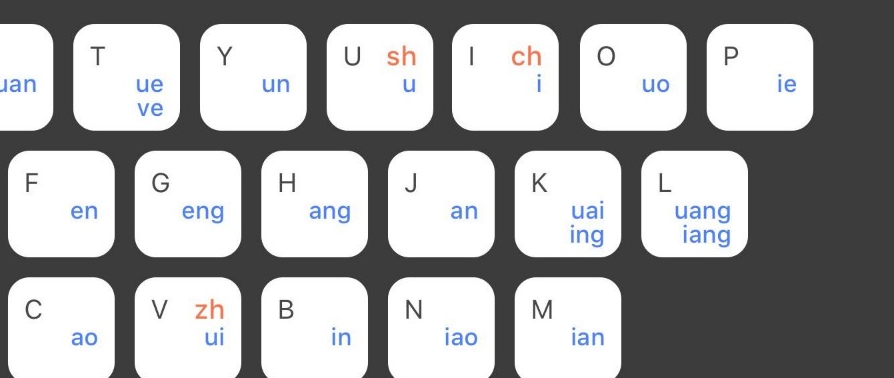 uan T ue ve Y un U sh u I ch i O uo P ie
F en G eng H ang J an K uai ing L uang iang
C ao V zh ui B in N iao M ian